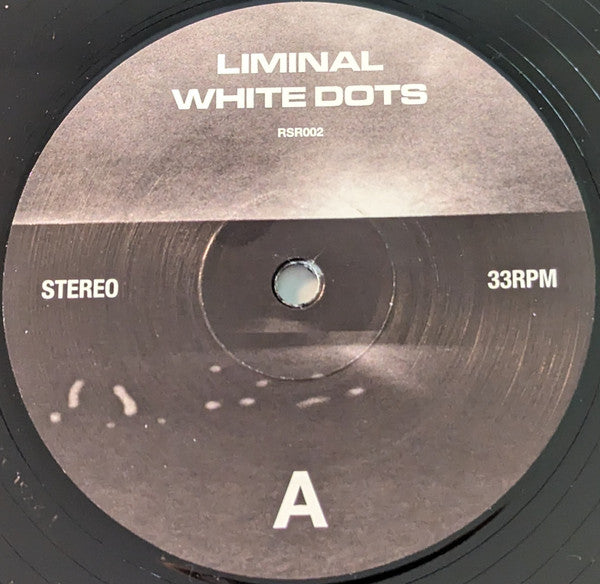 LIMINAL
WHITE DOTS
RSR002
STEREO
33RPM
A